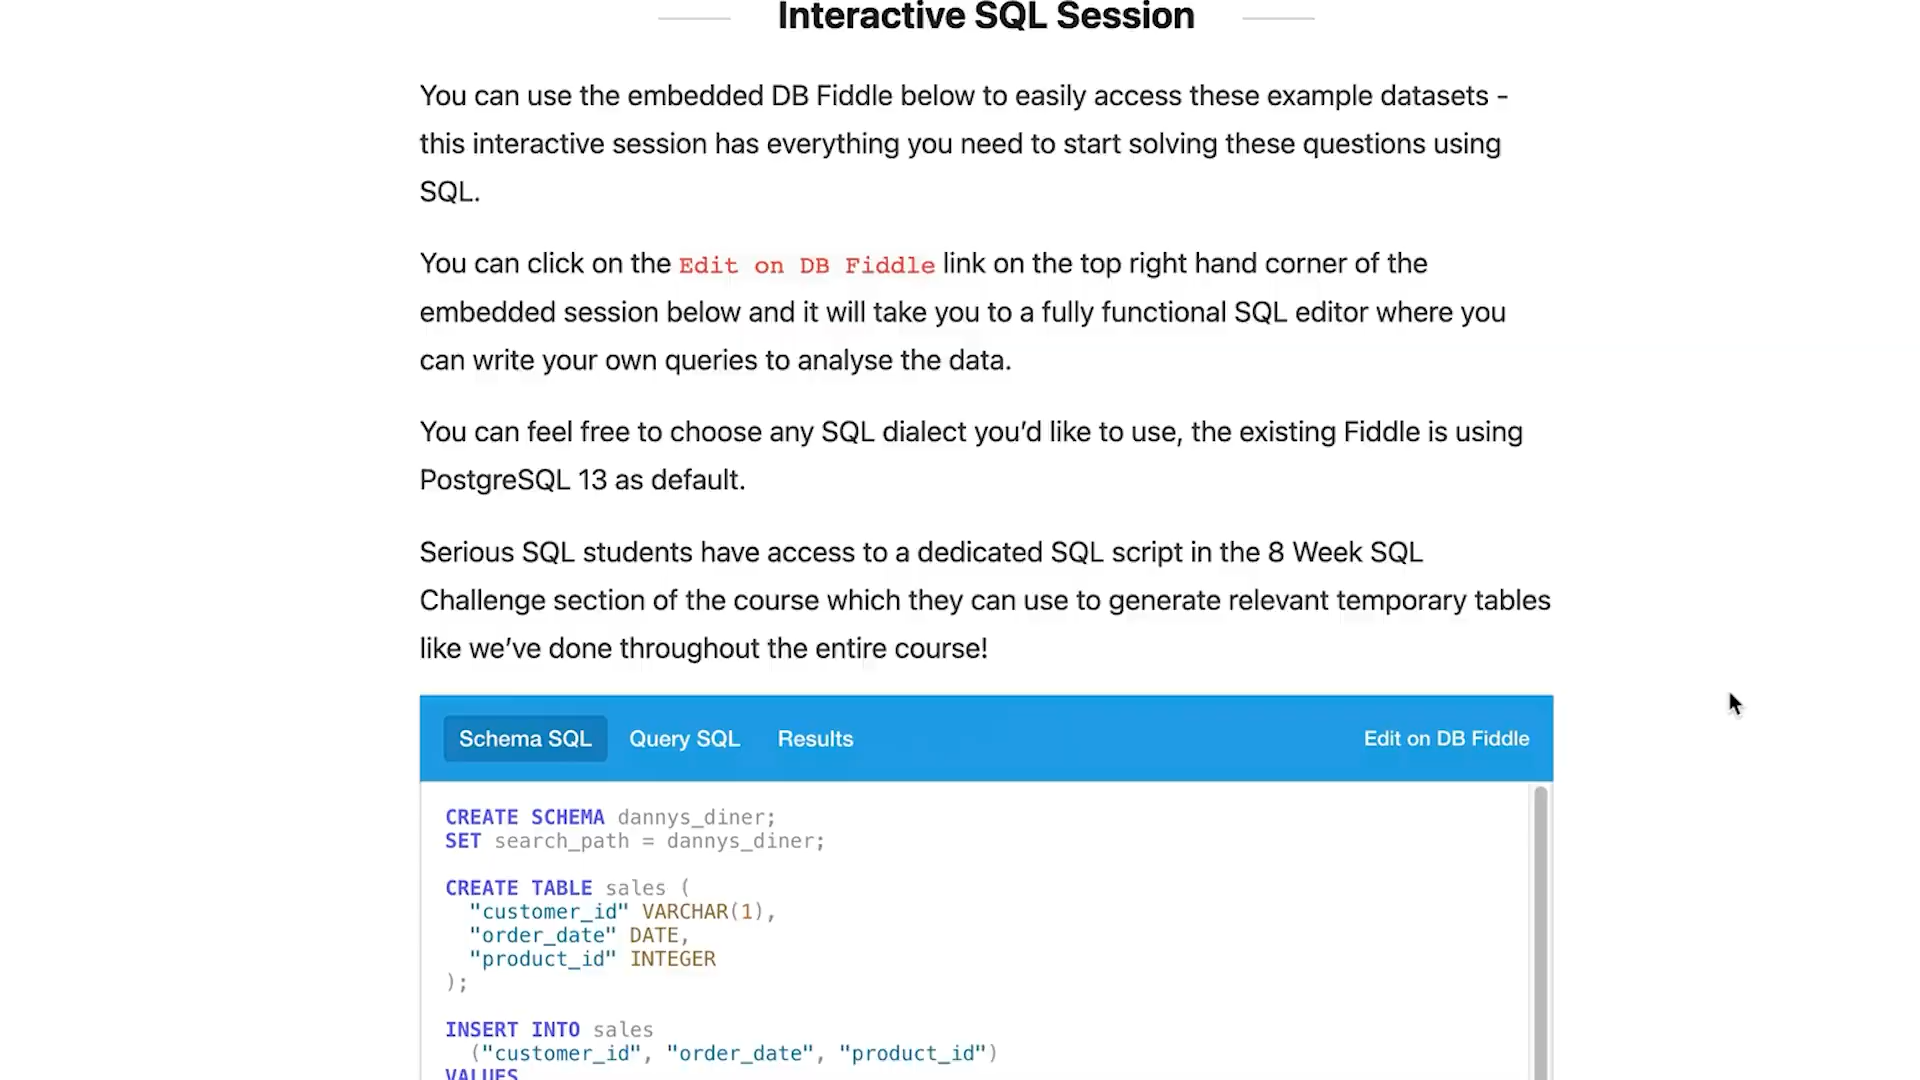 Interactive SQL Session
You can use the embedded DB Fiddle below to easily access these example datasets -
this interactive session has everything you need to start solving these questions using
SQL.
You can click on the Edit on DB Fiddle link on the top right hand corner of the
embedded session below and it will take you to a fully functional SQL editor where you
can write your own queries to analyse the data.
You can feel free to choose any SQL dialect you’d like to use, the existing Fiddle is using
PostgreSQL 13 as default.
Serious SQL students have access to a dedicated SQL script in the 8 Week SQL
Challenge section of the course which they can use to generate relevant temporary tables
like we’ve done throughout the entire course!
Schema SQL Query SQL Results Edit on DB Fiddle
CREATE SCHEMA dannys_diner;
SET search_path = dannys_diner;
CREATE TABLE sales (
"customer_id" VARCHAR(1),
"order_date" DATE,
"product_id" INTEGER
);
INSERT INTO sales
("customer_id", "order_date", "product_id")
VALUES